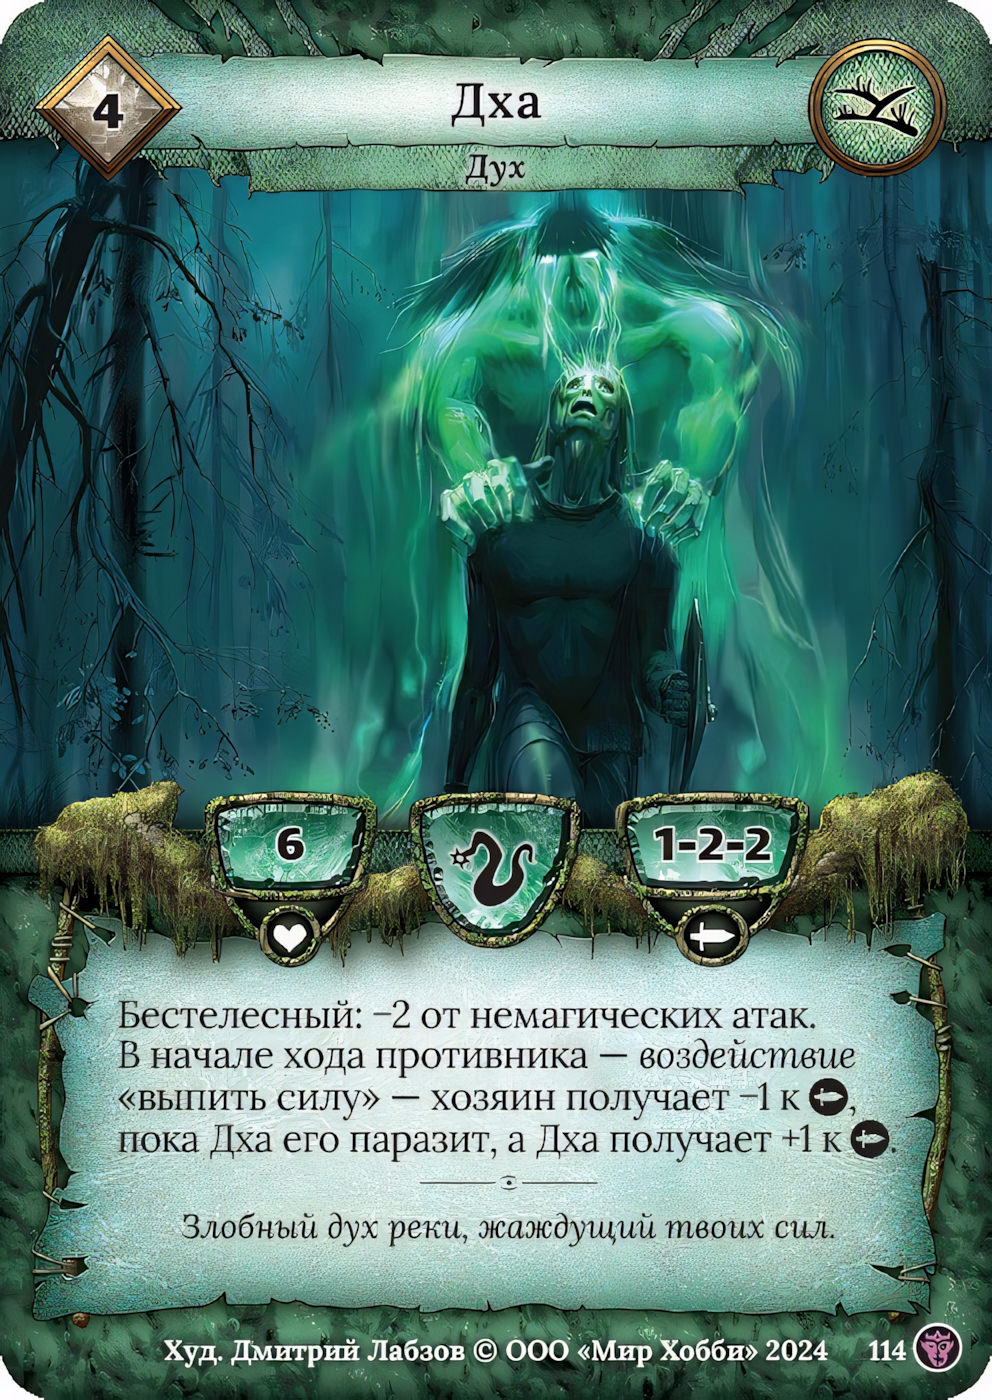 4
Дха
Дух
6
1-2-2
Бестелесный: −2 от немагических атак.
В начале хода противника — воздействие
«выпить силу» — хозяин получает −1 к ,
пока Дха его паразит, а Дха получает +1 к .
Злобный дух реки, жаждущий твоих сил.
Худ. Дмитрий Лабзов © ООО «Мир Хобби» 2024 114